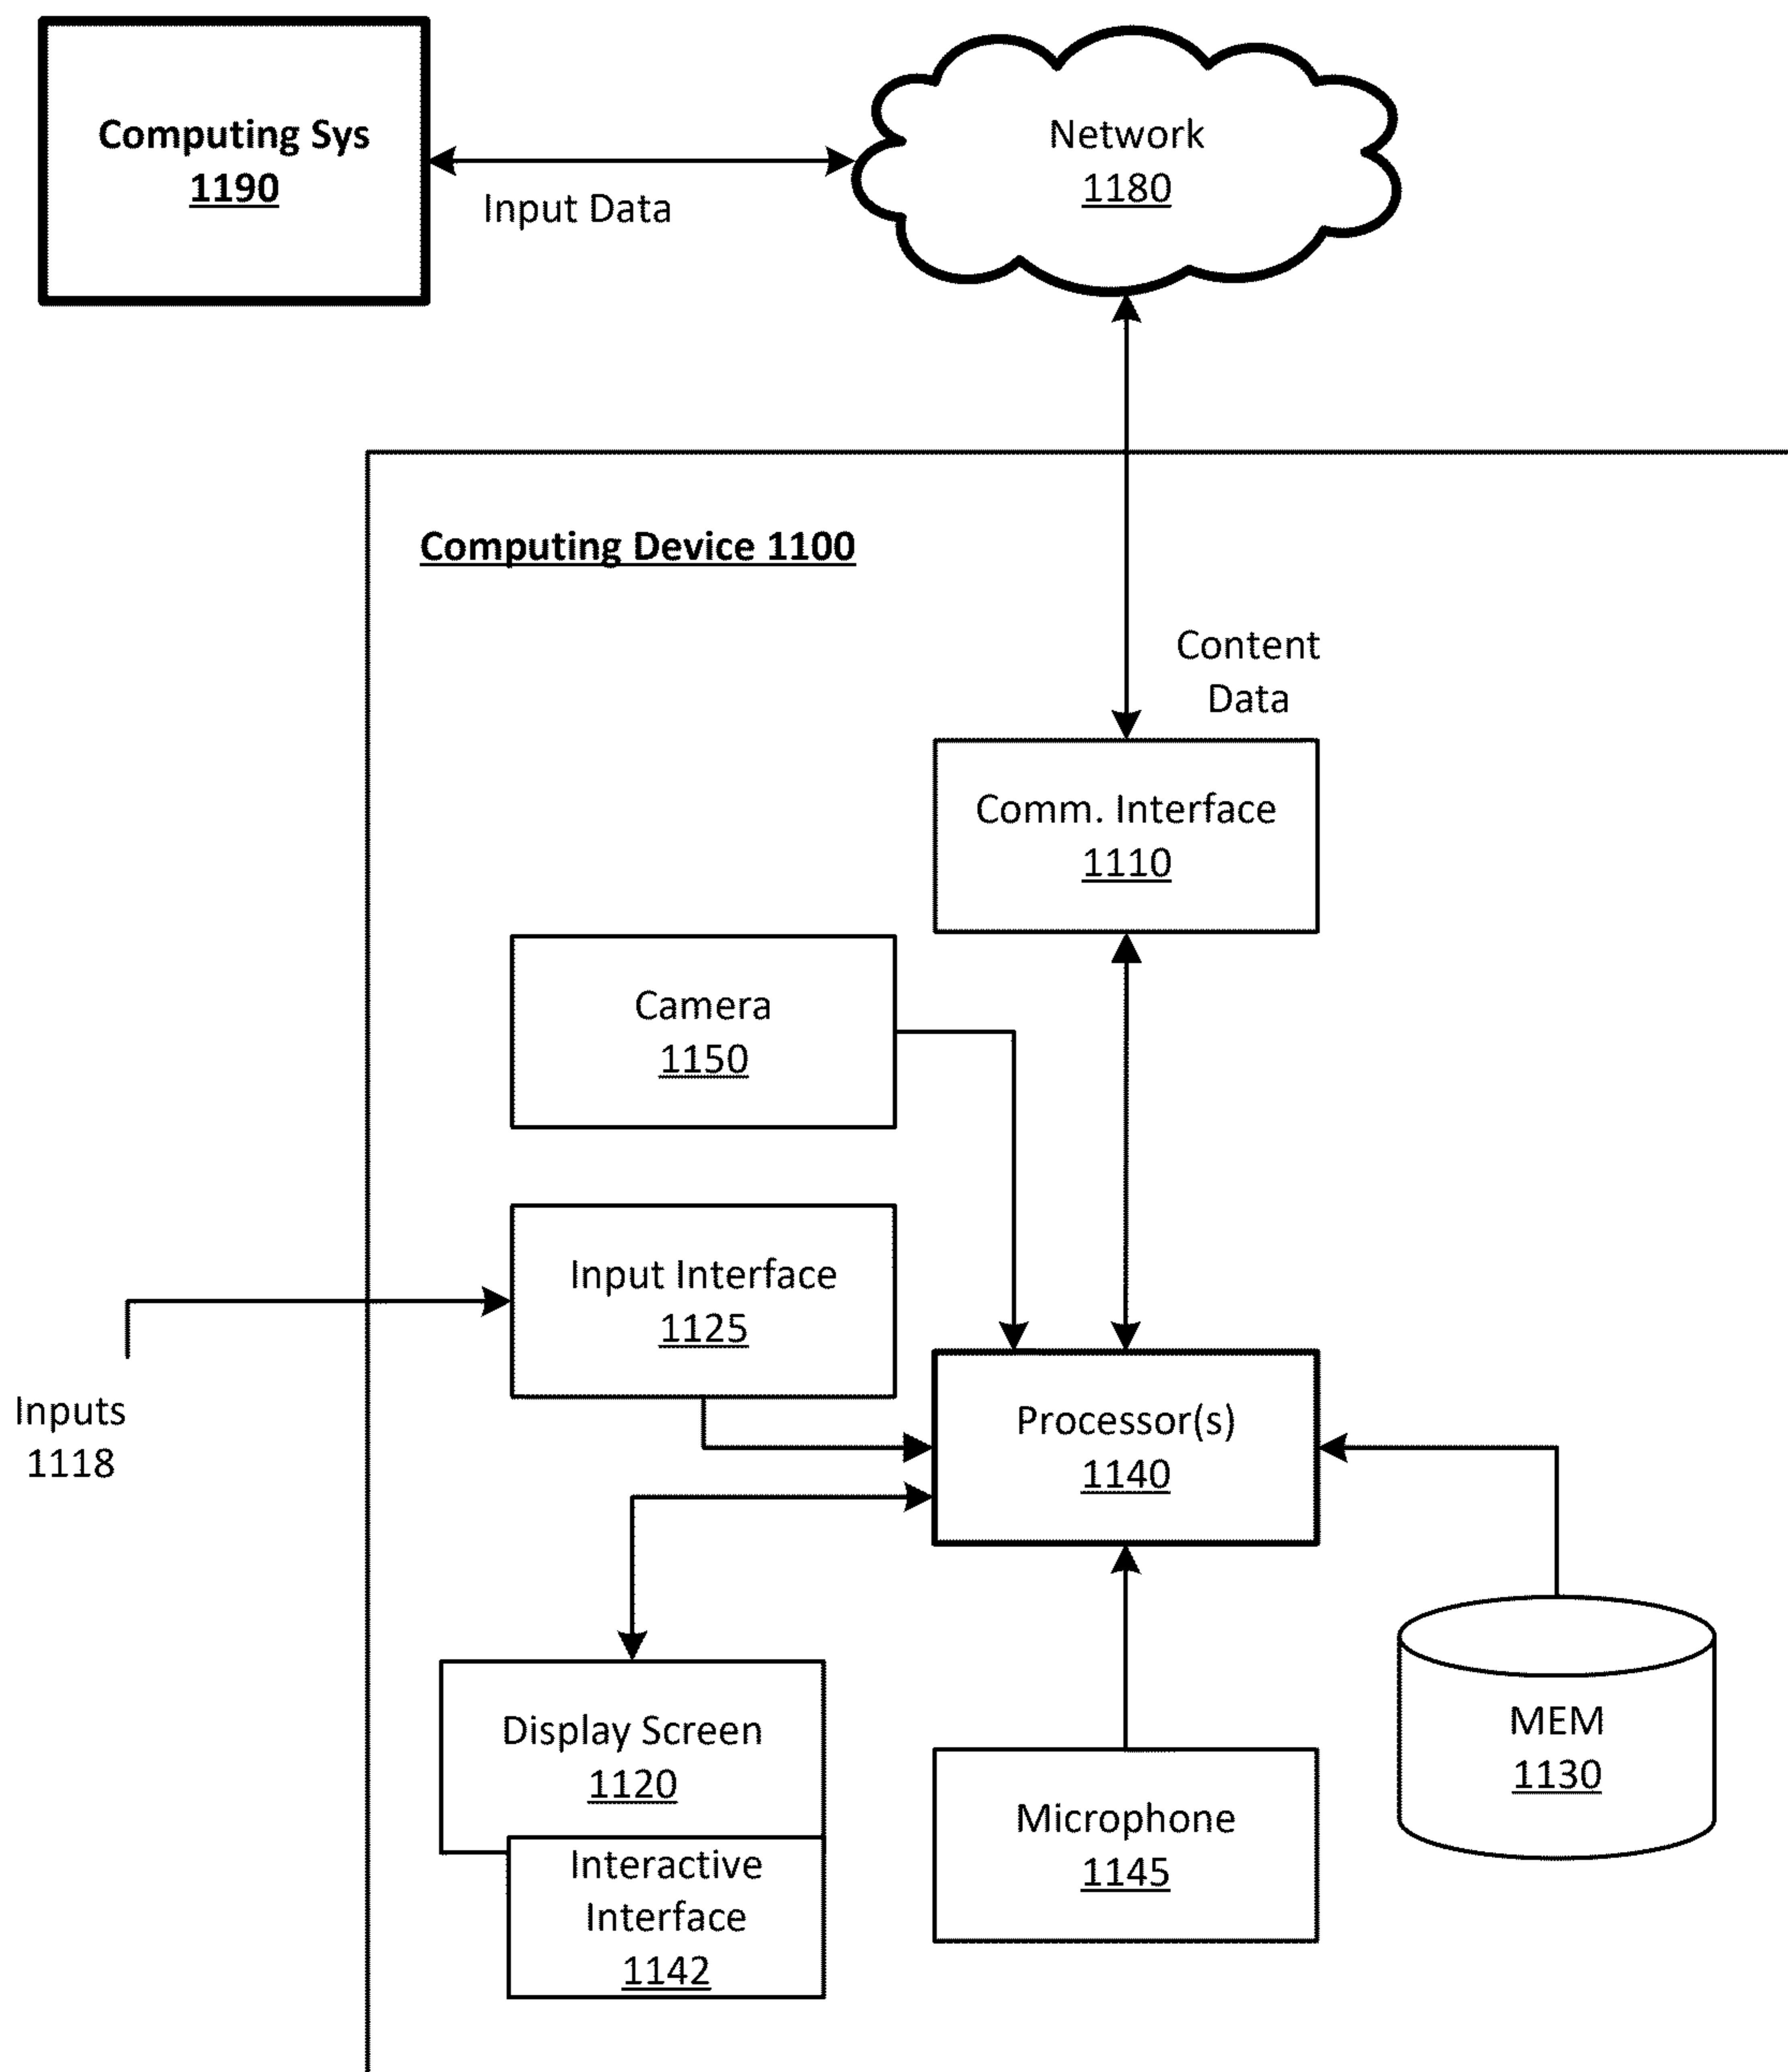 Computing Sys
1190
Input Data
Network
1180
Computing Device 1100
Content
Data
Comm. Interface
1110
Camera
1150
Input Interface
1125
Inputs
1118
Processor(s)
1140
Display Screen
1120
Interactive
Interface
1142
Microphone
1145
MEM
1130